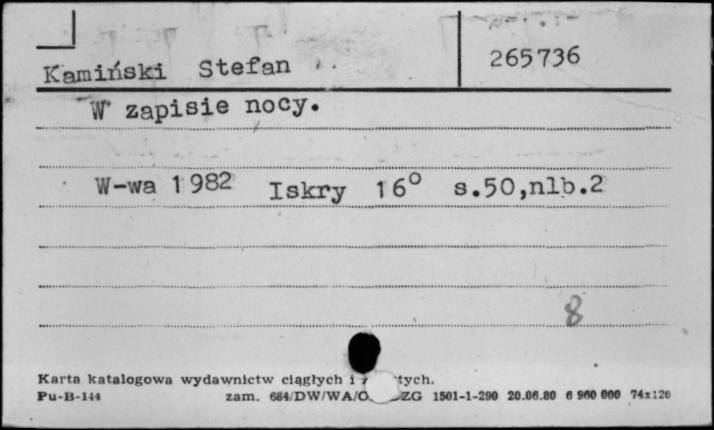 Kamiński Stefan
265736
W zapisie nocy.
W-wa 1982 Iskry 16° s.50,nlb.2
8
Karta katalogowa wydawnictw ciągłych i
Pu-B-144 zam. 684/DW/WA/O ZG 1501-1-290 20.06.80 6 960 000 74x120